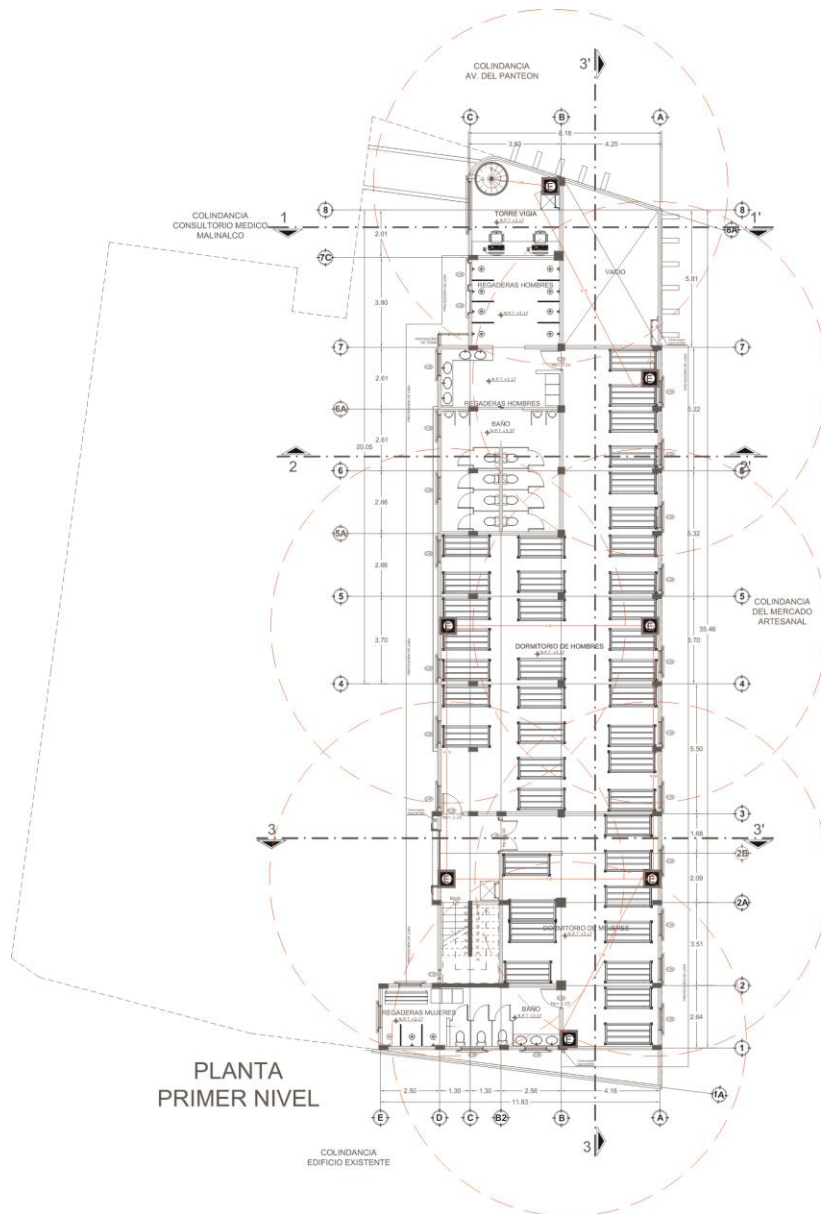 COLINDANCIA
AV. DEL PANTEON
3'
C
B
A
8.18
3.93
4.25
COLINDANCIA
CONSULTORIO MEDICO
MALINALCO
1
8
TORRE VIGIA
8
1'
8A
2.01
7C
VACIO
5.81
REGADERAS HOMBRES
3.80
7
7
2.61
REGADERAS HOMBRES
5.22
6A
BAÑO
2.61
20.05
2
6
2'
2.66
5A
5.32
2.66
5
5
COLINDANCIA
DEL MERCADO
ARTESANAL
35.46
3.70
DORMITORIO DE HOMBRES
3.70
4
4
5.50
3
3
3'
1.68
2B
2.09
BAJA
2A
3.51
DORMITORIO DE MUJERES
2
REGADERAS MUJERES
BAÑO
2.64
1
PLANTA
PRIMER NIVEL
1A
2.50
1.30
1.30
2.56
4.18
11.83
E
D
C
B2
B
A
3
COLINDANCIA
EDIFICIO EXISTENTE